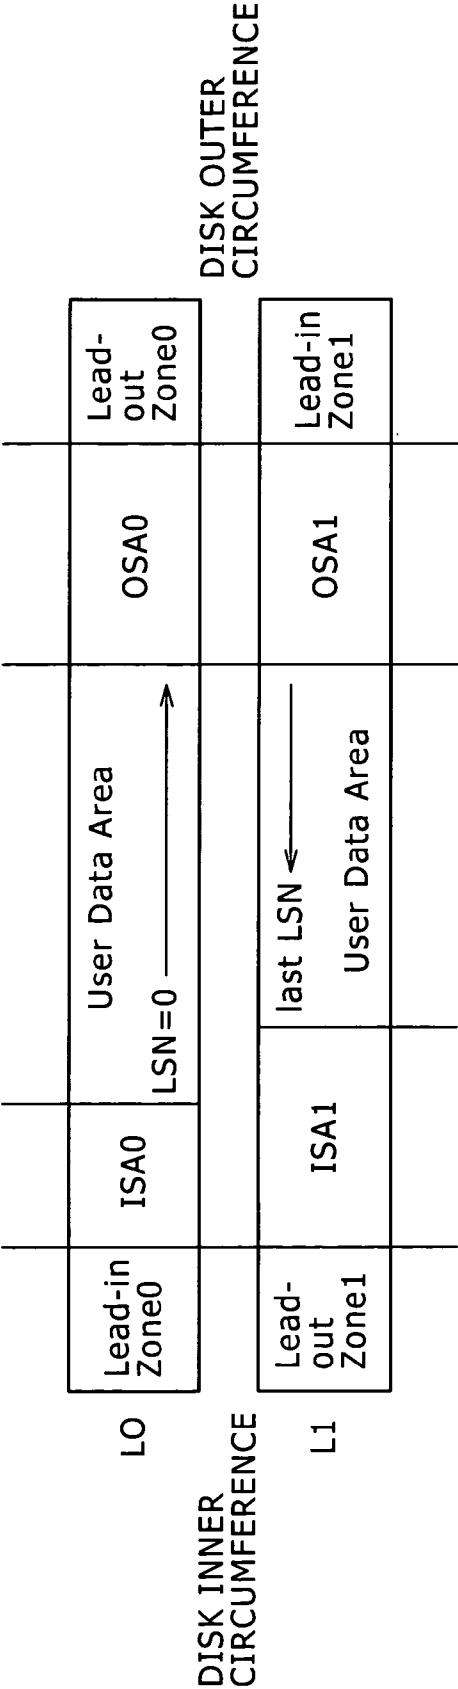 DISK INNER
CIRCUMFERENCE
L0
Lead-in
Zone0
ISA0
User Data Area
LSN=0
OSA0
Lead-
out
Zone0
L1
Lead-
out
Zone1
ISA1
last LSN
User Data Area
OSA1
Lead-in
Zone1
DISK OUTER
CIRCUMFERENCE